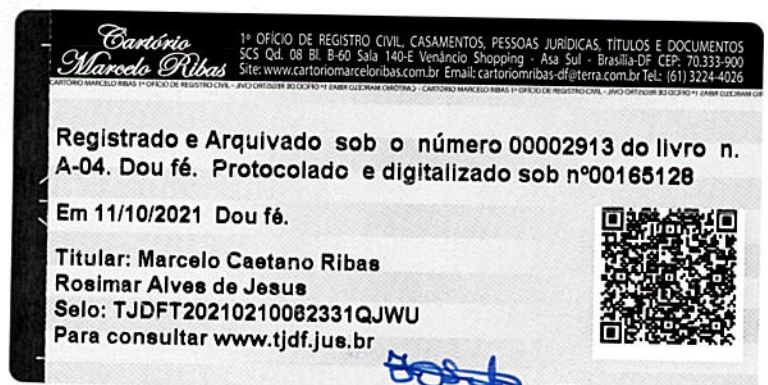 Cartório
Marcelo Ribas
1º OFÍCIO DE REGISTRO CIVIL, CASAMENTOS, PESSOAS JURÍDICAS, TÍTULOS E DOCUMENTOS
SCS Qd. 08 Bl. B-60 Sala 140-E Venâncio Shopping - Asa Sul - Brasília-DF CEP: 70.333-900
Site: www.cartoriomarceloribas.com.br Email: cartoriomribas-df@terra.com.br Tel.: (61) 3224-4026
Registrado e Arquivado sob o número 00002913 do livro n.
A-04. Dou fé. Protocolado e digitalizado sob nº00165128
Em 11/10/2021 Dou fé.
Titular: Marcelo Caetano Ribas
Rosimar Alves de Jesus
Selo: TJDFT20210210062331QJWU
Para consultar www.tjdf.jus.br